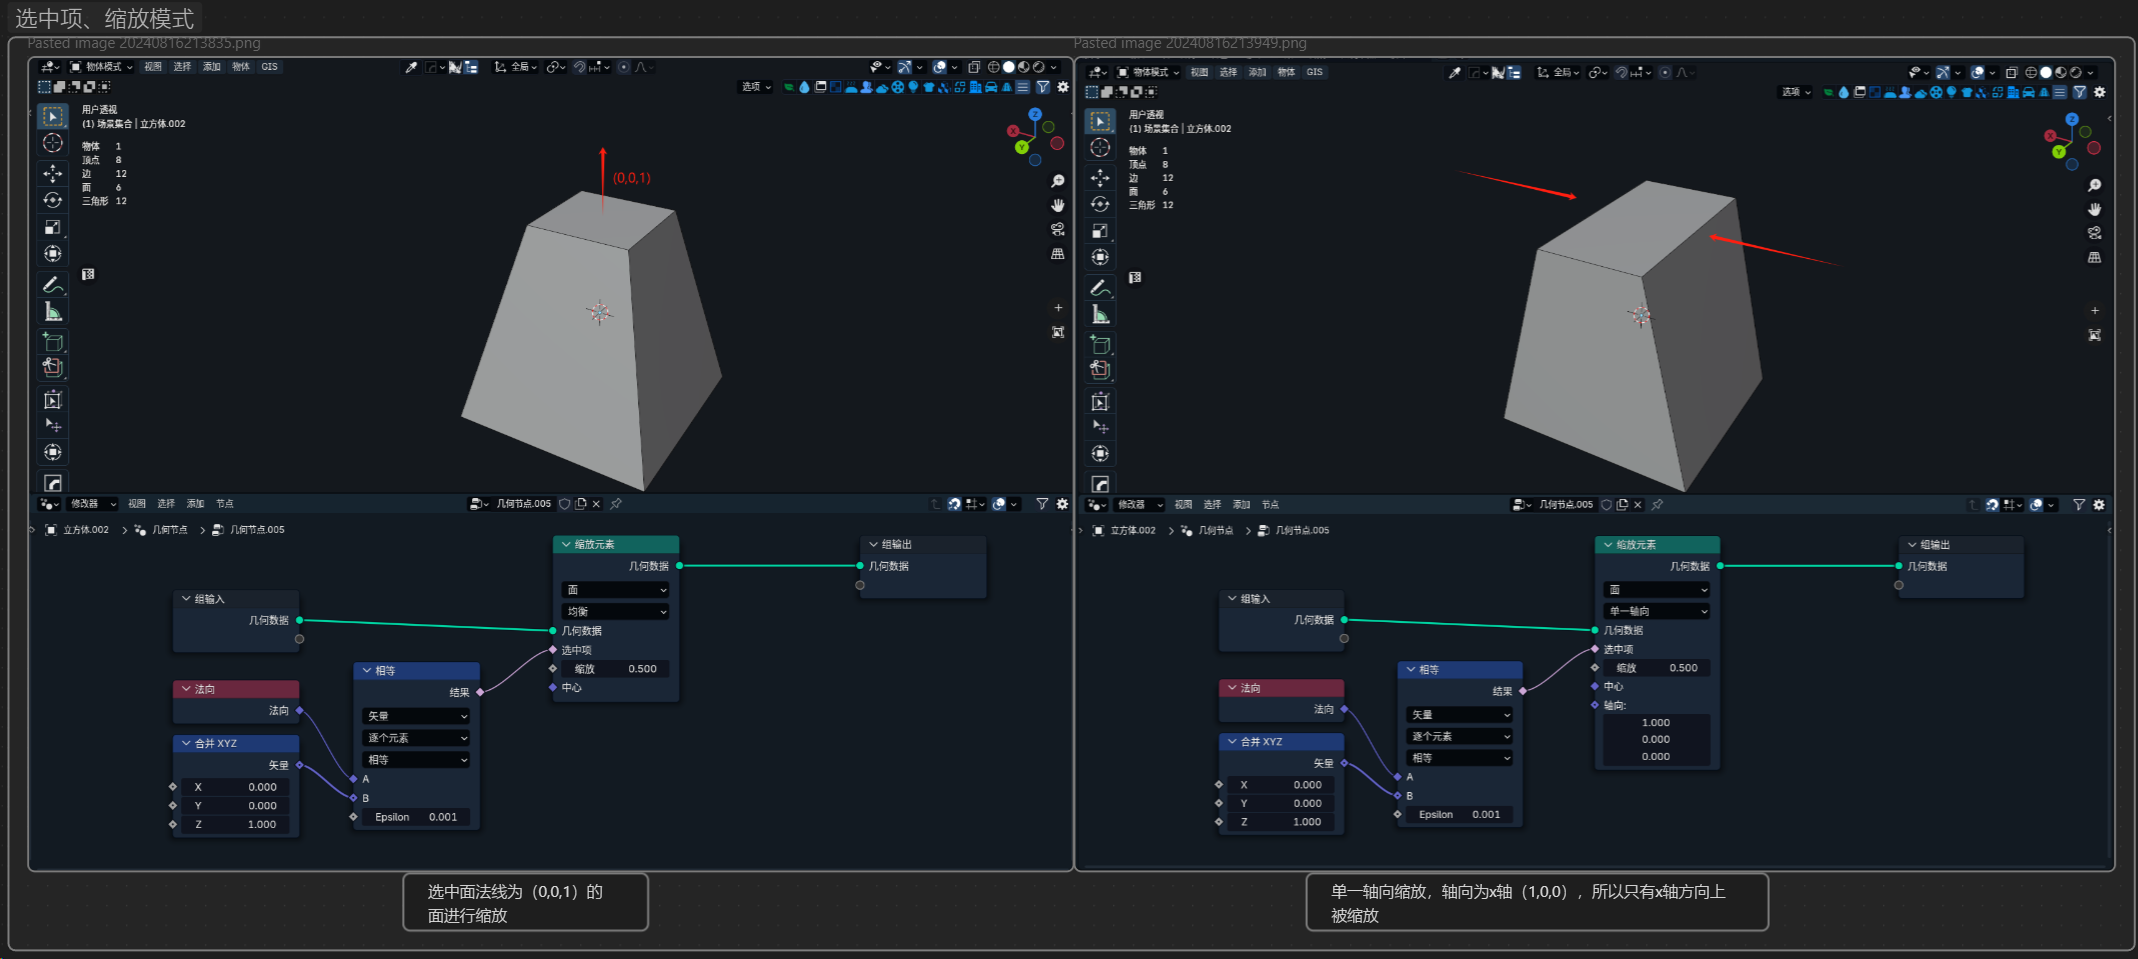 选中项、缩放模式
Pasted image 20240816213835.png
物体模式 视图 选择 添加 物体 GIS
全局
选项
用户透视
(1) 场景集合 | 立方体.002
物体 1
顶点 8
边 12
面 6
三角形 12
(0,0,1)
Z
X
Y
修改器 视图 选择 添加 节点
几何节点.005
立方体.002 > 几何节点 > 几何节点.005
组输入
几何数据
法向
法向
合并 XYZ
矢量
X 0.000
Y 0.000
Z 1.000
相等
结果
矢量
逐个元素
相等
A
B
Epsilon 0.001
缩放元素
几何数据
面
均衡
几何数据
选中项
缩放 0.500
中心
组输出
几何数据
选中面法线为（0,0,1）的
面进行缩放
Pasted image 20240816213949.png
物体模式 视图 选择 添加 物体 GIS
全局
选项
用户透视
(1) 场景集合 | 立方体.002
物体 1
顶点 8
边 12
面 6
三角形 12
Z
X
Y
修改器 视图 选择 添加 节点
几何节点.005
立方体.002 > 几何节点 > 几何节点.005
组输入
几何数据
法向
法向
合并 XYZ
矢量
X 0.000
Y 0.000
Z 1.000
相等
结果
矢量
逐个元素
相等
A
B
Epsilon 0.001
缩放元素
几何数据
面
单一轴向
几何数据
选中项
缩放 0.500
中心
轴向:
1.000
0.000
0.000
组输出
几何数据
单一轴向缩放，轴向为x轴（1,0,0），所以只有x轴方向上
被缩放